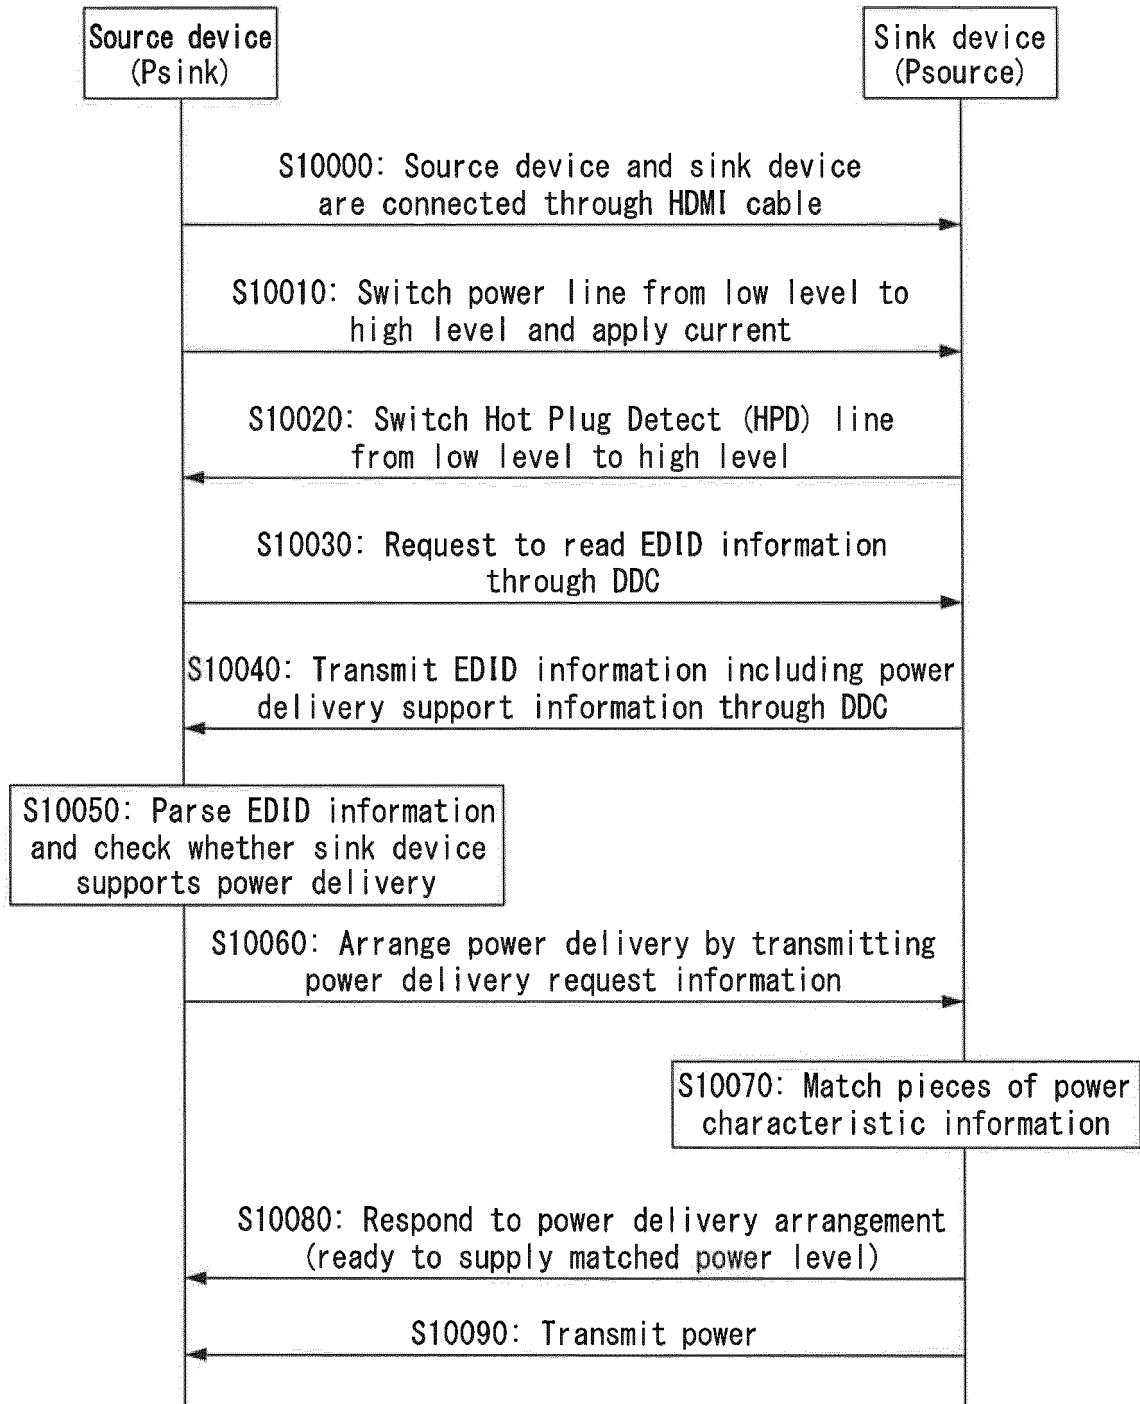 Source device
(Psink)
Sink device
(Psource)
S10000: Source device and sink device
are connected through HDMI cable
S10010: Switch power line from low level to
high level and apply current
S10020: Switch Hot Plug Detect (HPD) line
from low level to high level
S10030: Request to read EDID information
through DDC
S10040: Transmit EDID information including power
delivery support information through DDC
S10050: Parse EDID information
and check whether sink device
supports power delivery
S10060: Arrange power delivery by transmitting
power delivery request information
S10070: Match pieces of power
characteristic information
S10080: Respond to power delivery arrangement
(ready to supply matched power level)
S10090: Transmit power